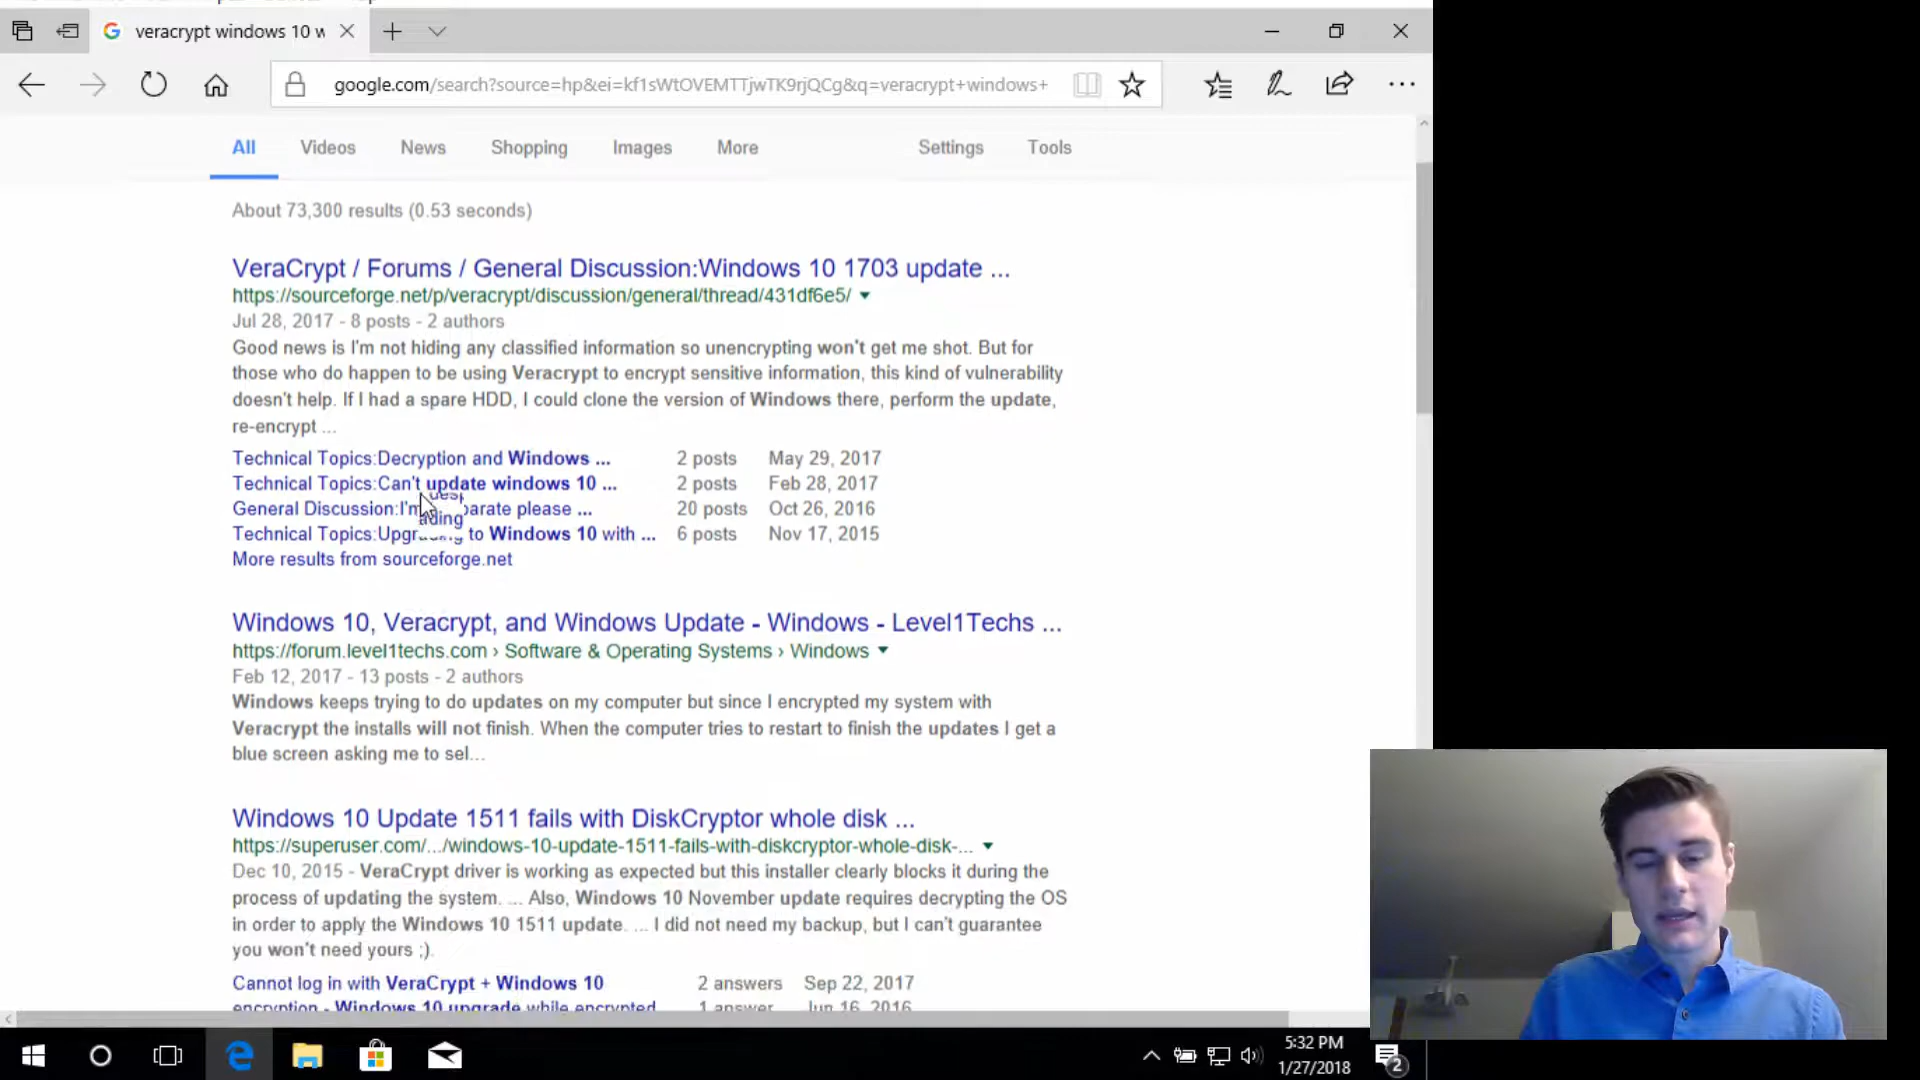 veracrypt windows 10 w
google.com/search?source=hp&ei=kf1sWtOVEMTTjwTK9rjQCg&q=veracrypt+windows+
All Videos News Shopping Images More Settings Tools
About 73,300 results (0.53 seconds)
VeraCrypt / Forums / General Discussion:Windows 10 1703 update ...
https://sourceforge.net/p/veracrypt/discussion/general/thread/431df6e5/
Jul 28, 2017 - 8 posts - 2 authors
Good news is I'm not hiding any classified information so unencrypting won't get me shot. But for
those who do happen to be using Veracrypt to encrypt sensitive information, this kind of vulnerability
doesn't help. If I had a spare HDD, I could clone the version of Windows there, perform the update,
re-encrypt ...
Technical Topics:Decryption and Windows ... 2 posts May 29, 2017
Technical Topics:Can't update windows 10 ... 2 posts Feb 28, 2017
General Discussion:I'm please ... 20 posts Oct 26, 2016
Technical Topics: to Windows 10 with ... 6 posts Nov 17, 2015
More results from sourceforge.net
Windows 10, Veracrypt, and Windows Update - Windows - Level1Techs ...
https://forum.level1techs.com › Software & Operating Systems › Windows
Feb 12, 2017 - 13 posts - 2 authors
Windows keeps trying to do updates on my computer but since I encrypted my system with
Veracrypt the installs will not finish. When the computer tries to restart to finish the updates I get a
blue screen asking me to sel...
Windows 10 Update 1511 fails with DiskCryptor whole disk ...
https://superuser.com/.../windows-10-update-1511-fails-with-diskcryptor-whole-disk-...
Dec 10, 2015 - VeraCrypt driver is working as expected but this installer clearly blocks it during the
process of updating the system. ... Also, Windows 10 November update requires decrypting the OS
in order to apply the Windows 10 1511 update. ... I did not need my backup, but I can't guarantee
you won't need yours ;).
Cannot log in with VeraCrypt + Windows 10 2 answers Sep 22, 2017
encryption - Windows 10 upgrade while encrypted 1 answer Jun 16, 2016
5:32 PM
1/27/2018
2